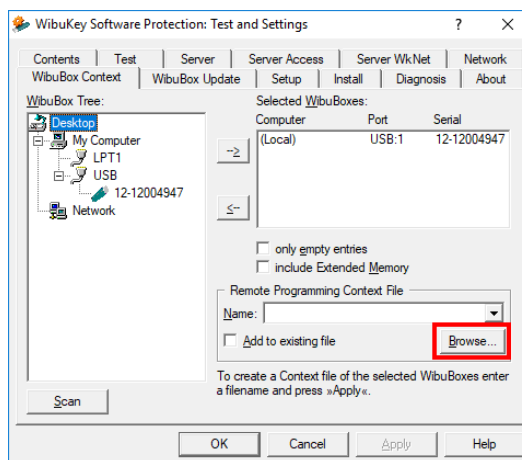 WibuKey Software Protection: Test and Settings
Contents Test Server Server Access Server WkNet Network
WibuBox Context WibuBox Update Setup Install Diagnosis About
WibuBox Tree:
Selected WibuBoxes:
Computer Port Serial
Desktop
(Local) USB:1 12-12004947
My Computer
-->
LPT1
USB
12-12004947
<--
Network
only empty entries
include Extended Memory
Remote Programming Context File
Name:
Add to existing file
Browse...
To create a Context file of the selected WibuBoxes enter
a filename and press »Apply«.
Scan
OK Cancel Apply Help